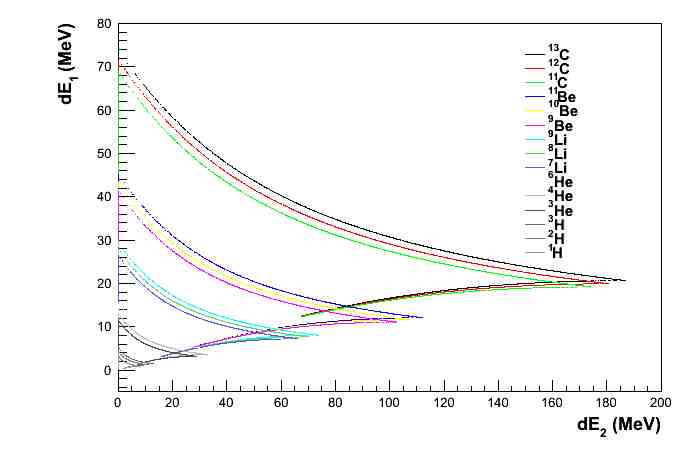 80
70
60
50
40
30
20
10
0
dE1 (MeV)
13C
12C
11C
11Be
10Be
9Be
9Li
8Li
7Li
6He
4He
3He
3H
2H
1H
0 20 40 60 80 100 120 140 160 180 200
dE2 (MeV)